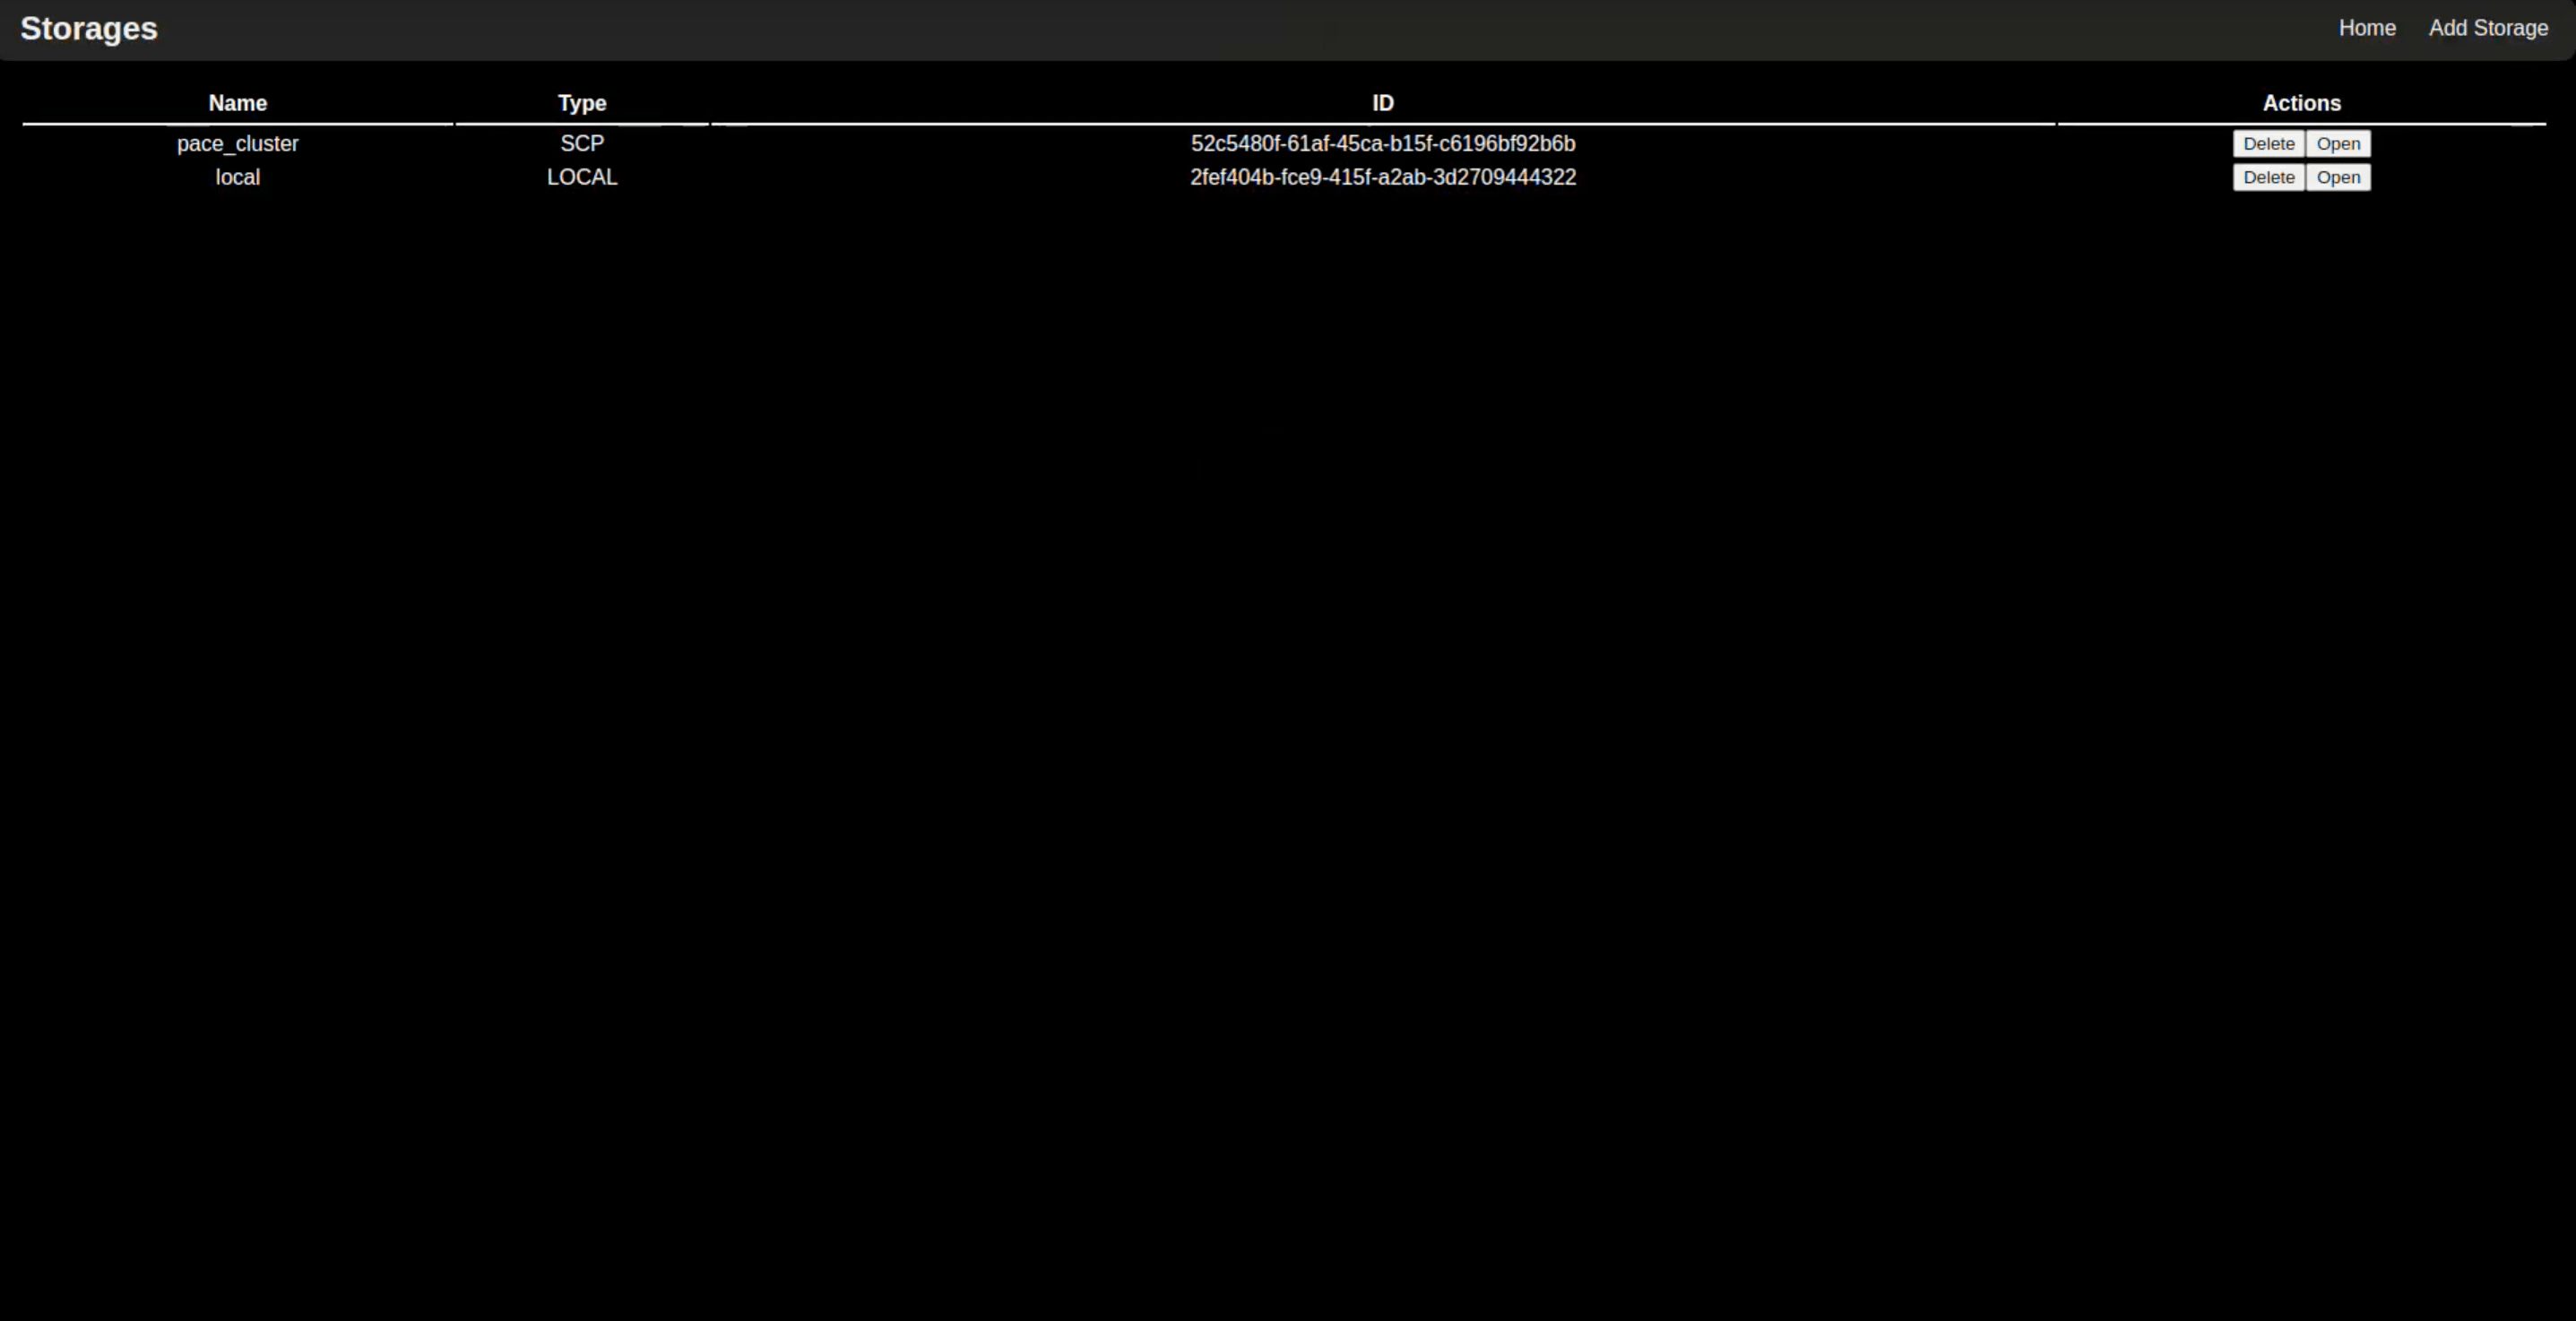 Storages Home Add Storage
Name Type ID Actions
pace_cluster SCP 52c5480f-61af-45ca-b15f-c6196bf92b6b Delete Open
local LOCAL 2fef404b-fce9-415f-a2ab-3d2709444322 Delete Open